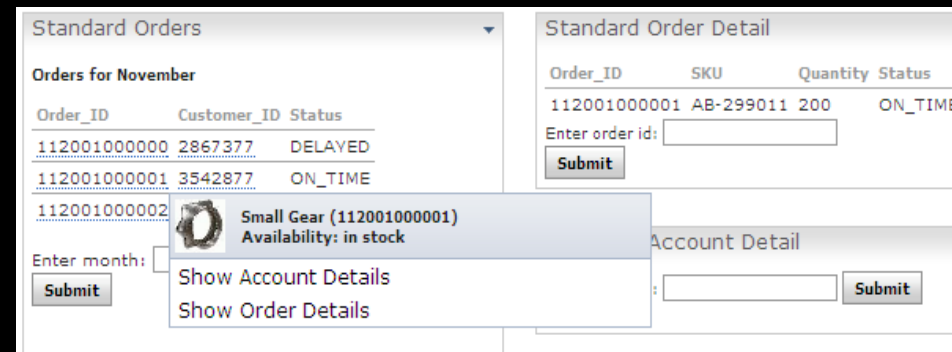 Standard Orders
Orders for November
Order_ID Customer_ID Status
112001000000 2867377 DELAYED
112001000001 3542877 ON_TIME
112001000002
Small Gear (112001000001)
Availability: in stock
Show Account Details
Show Order Details
Enter month:
Submit
Standard Order Detail
Order_ID SKU Quantity Status
112001000001 AB-299011 200 ON_TIME
Enter order id:
Submit
Account Detail
:
Submit